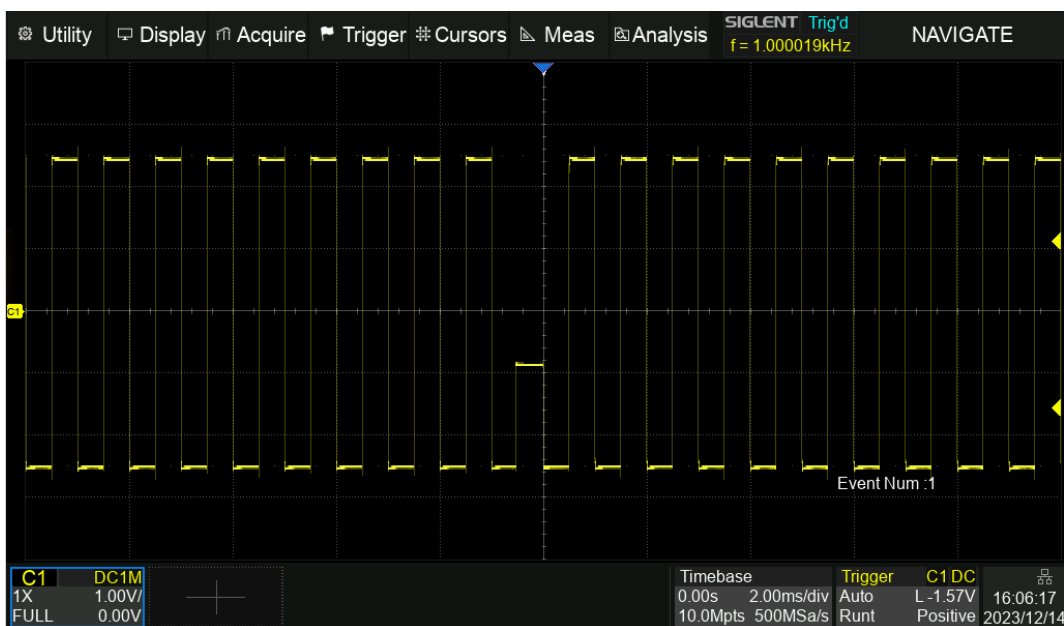 Utility Display Acquire Trigger Cursors Meas Analysis SIGLENT Trig'd NAVIGATE
f = 1.000019kHz
C1
Event Num :1
C1 DC1M Timebase Trigger C1 DC
1X 1.00V/ 0.00s 2.00ms/div Auto L -1.57V 16:06:17
FULL 0.00V 10.0Mpts 500MSa/s Runt Positive 2023/12/14